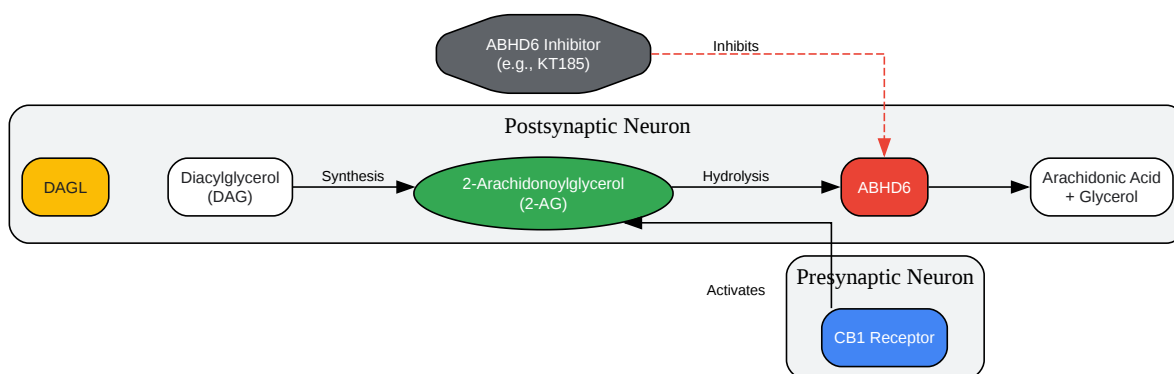 ABHD6 Inhibitor
(e.g., KT185)
Inhibits
Postsynaptic Neuron
DAGL
Diacylglycerol
(DAG)
Synthesis
2-Arachidonoylglycerol
(2-AG)
Hydrolysis
ABHD6
Arachidonic Acid
+ Glycerol
Presynaptic Neuron
Activates
CB1 Receptor